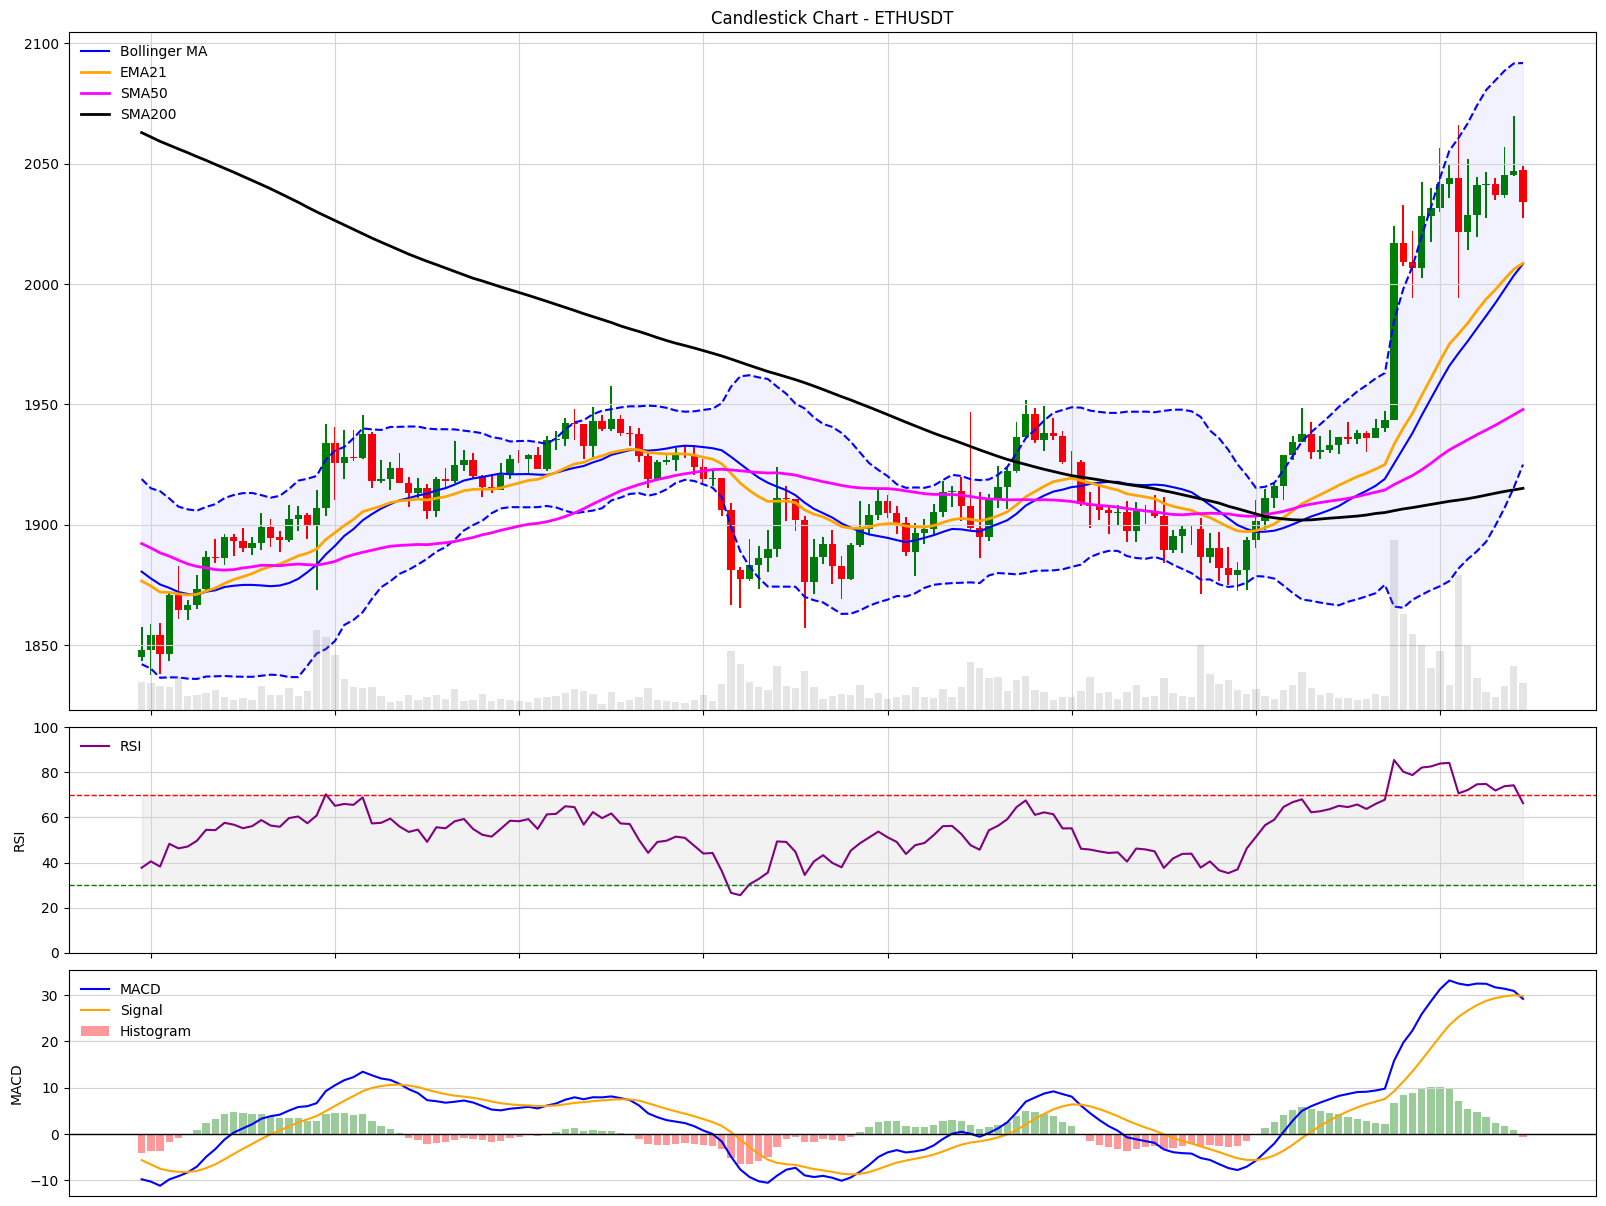 Candlestick Chart - ETHUSDT
2100
2050
2000
1950
1900
1850
Bollinger MA
EMA21
SMA50
SMA200
100
80
60
40
20
0
RSI
RSI
30
20
10
0
−10
MACD
MACD
Signal
Histogram